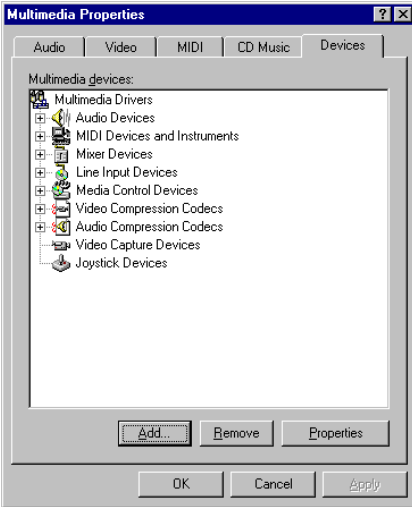 Multimedia Properties
Audio Video MIDI CD Music Devices
Multimedia devices:
Multimedia Drivers
Audio Devices
MIDI Devices and Instruments
Mixer Devices
Line Input Devices
Media Control Devices
Video Compression Codecs
Audio Compression Codecs
Video Capture Devices
Joystick Devices
Add... Remove Properties
OK Cancel Apply